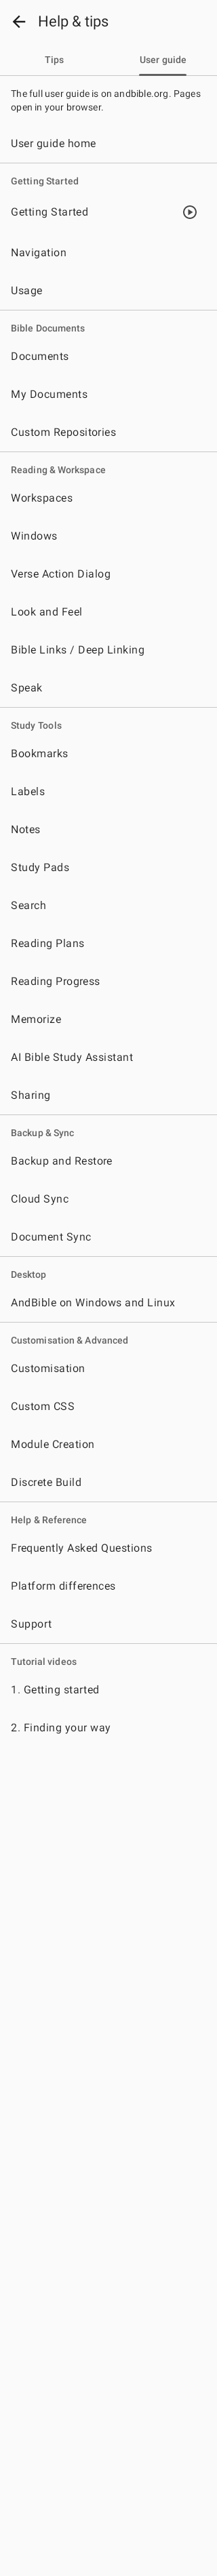 Help & tips
Tips
User guide
The full user guide is on andbible.org. Pages
open in your browser.
User guide home
Getting Started
Getting Started
Navigation
Usage
Bible Documents
Documents
My Documents
Custom Repositories
Reading & Workspace
Workspaces
Windows
Verse Action Dialog
Look and Feel
Bible Links / Deep Linking
Speak
Study Tools
Bookmarks
Labels
Notes
Study Pads
Search
Reading Plans
Reading Progress
Memorize
AI Bible Study Assistant
Sharing
Backup & Sync
Backup and Restore
Cloud Sync
Document Sync
Desktop
AndBible on Windows and Linux
Customisation & Advanced
Customisation
Custom CSS
Module Creation
Discrete Build
Help & Reference
Frequently Asked Questions
Platform differences
Support
Tutorial videos
1. Getting started
2. Finding your way